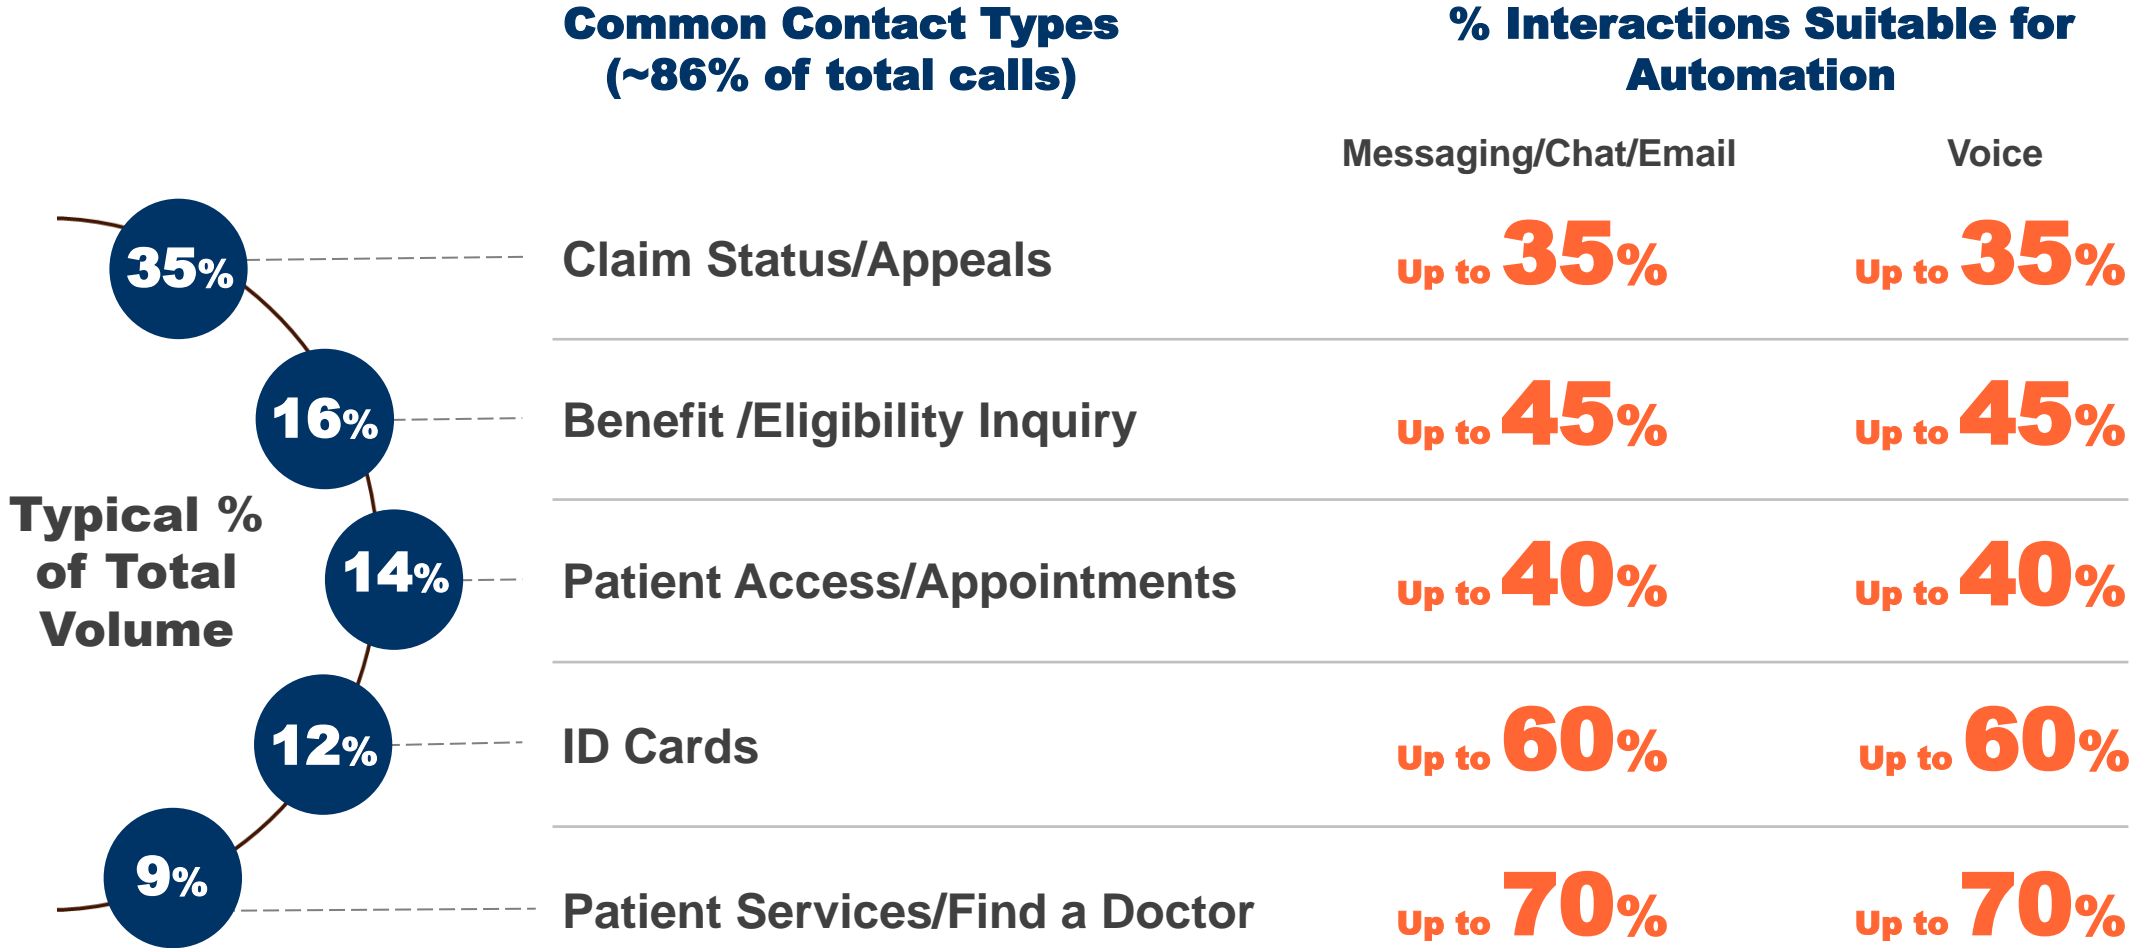 Common Contact Types
(~86% of total calls)
% Interactions Suitable for
Automation
Messaging/Chat/Email
Voice
Typical %
of Total
Volume
35%
Claim Status/Appeals
Up to 35%
Up to 35%
16%
Benefit /Eligibility Inquiry
Up to 45%
Up to 45%
14%
Patient Access/Appointments
Up to 40%
Up to 40%
12%
ID Cards
Up to 60%
Up to 60%
9%
Patient Services/Find a Doctor
Up to 70%
Up to 70%